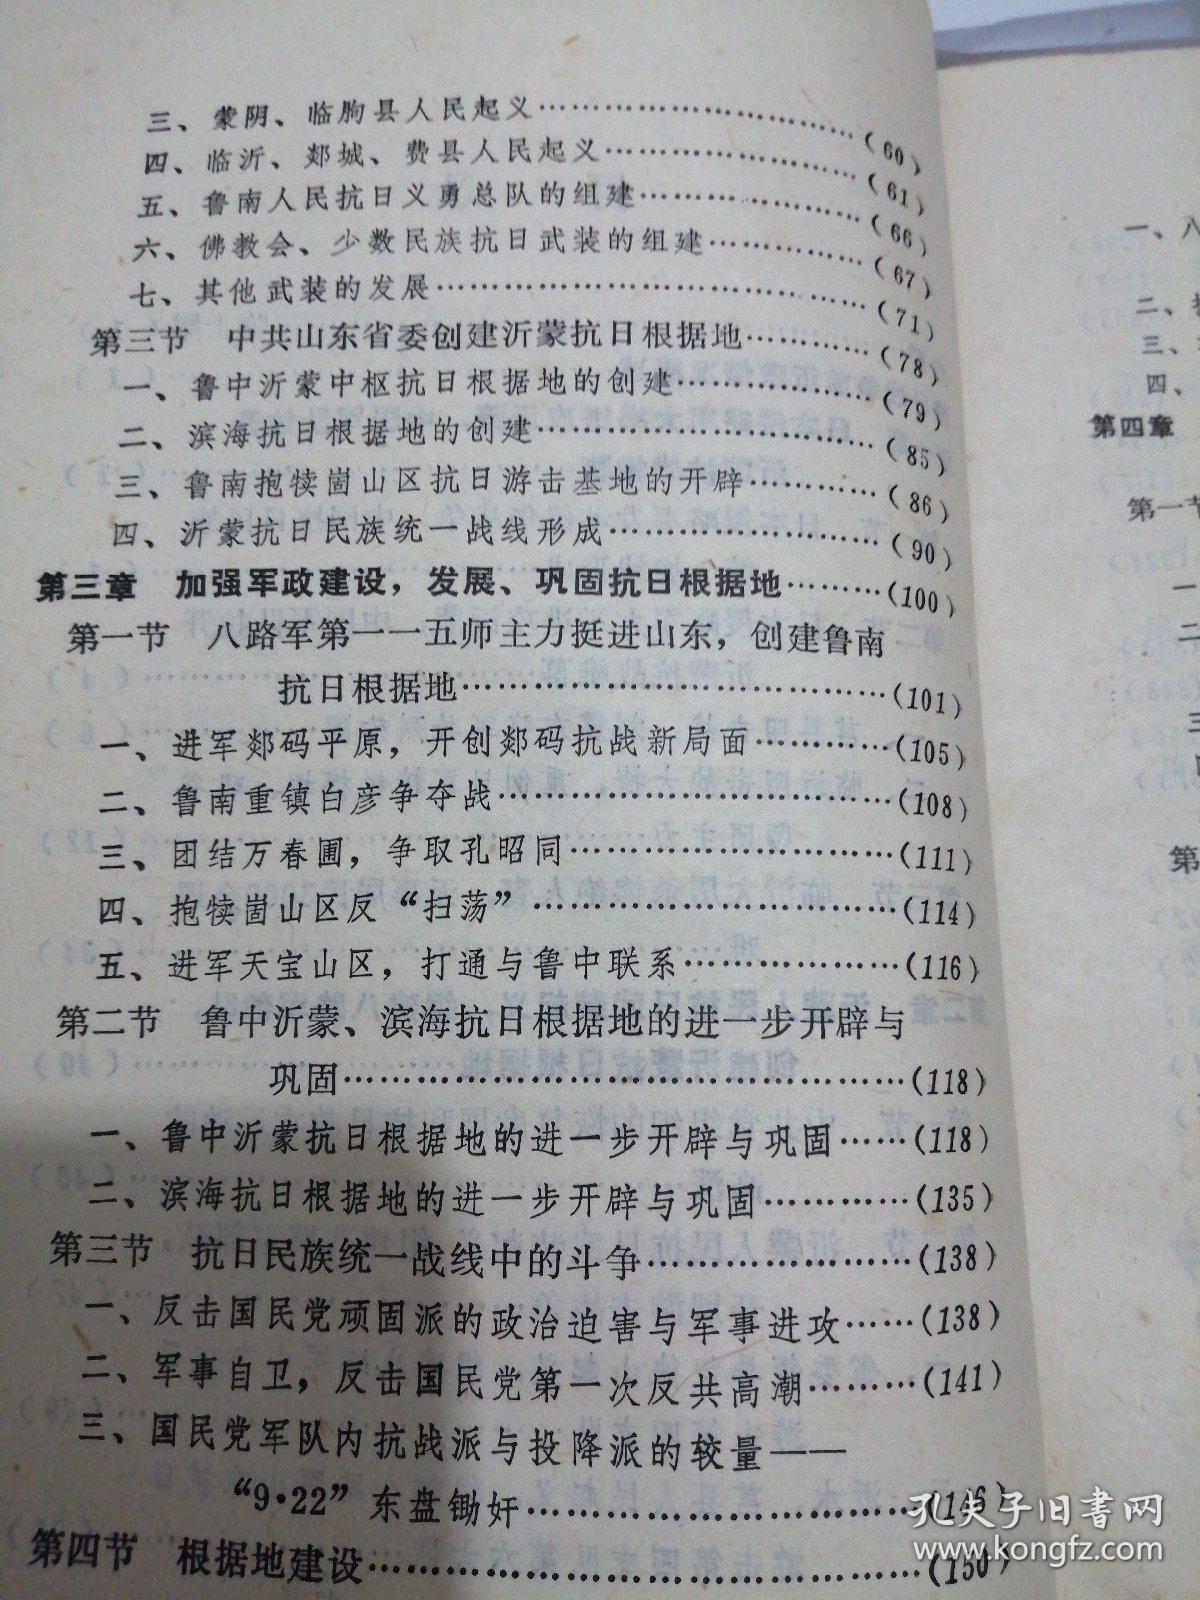 三、蒙阴、临朐县人民起义……………………………(60)
四、临沂、郯城、费县人民起义………………………(61)
五、鲁南人民抗日义勇总队的组建……………………(66)
六、佛教会、少数民族抗日武装的组建………………(67)
七、其他武装的发展……………………………………(71)
第三节 中共山东省委创建沂蒙抗日根据地…………(78)
一、鲁中沂蒙中枢抗日根据地的创建…………………(79)
二、滨海抗日根据地的创建……………………………(85)
三、鲁南抱犊崮山区抗日游击基地的开辟……………(86)
四、沂蒙抗日民族统一战线形成………………………(90)
第三章 加强军政建设，发展、巩固抗日根据地………(100)
第一节 八路军第一一五师主力挺进山东，创建鲁南
抗日根据地…………………………………(101)
一、进军郯码平原，开创郯码抗战新局面……………(105)
二、鲁南重镇白彦争夺战………………………………(108)
三、团结万春圃，争取孔昭同…………………………(111)
四、抱犊崮山区反“扫荡”……………………………(114)
五、进军天宝山区，打通与鲁中联系…………………(116)
第二节 鲁中沂蒙、滨海抗日根据地的进一步开辟与
巩固…………………………………………(118)
一、鲁中沂蒙抗日根据地的进一步开辟与巩固……(118)
二、滨海抗日根据地的进一步开辟与巩固…………(135)
第三节 抗日民族统一战线中的斗争…………………(138)
一、反击国民党顽固派的政治迫害与军事进攻……(138)
二、军事自卫，反击国民党第一次反共高潮………(141)
三、国民党军队内抗战派与投降派的较量——
“9·22”东盘锄奸……………………………(146)
第四节 根据地建设……………………………………(150)
一、八
二、
三、
四、
第四章
第一节
一
二
三
第
孔夫子旧书网
www.kongfz.com